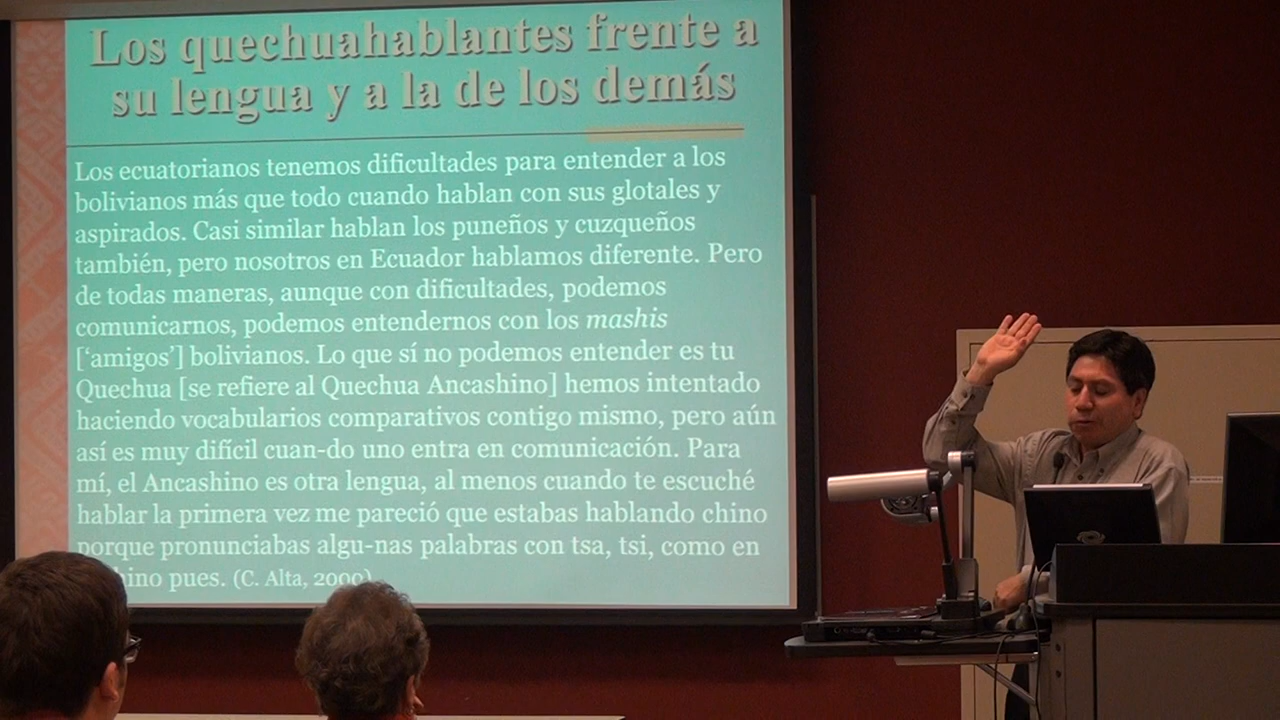 Los quechuahablantes frente a
su lengua y a la de los demás
Los ecuatorianos tenemos dificultades para entender a los
bolivianos más que todo cuando hablan con sus glotales y
aspirados. Casi similar hablan los puneños y cuzqueños
también, pero nosotros en Ecuador hablamos diferente. Pero
de todas maneras, aunque con dificultades, podemos
comunicarnos, podemos entendernos con los mashis
[‘amigos’] bolivianos. Lo que sí no podemos entender es tu
Quechua [se refiere al Quechua Ancashino] hemos intentado
haciendo vocabularios comparativos contigo mismo, pero aún
así es muy difícil cuan-do uno entra en comunicación. Para
mí, el Ancashino es otra lengua, al menos cuando te escuché
hablar la primera vez me pareció que estabas hablando chino
porque pronunciabas algu-nas palabras con tsa, tsi, como en
pues. (C. Alta, 2000)